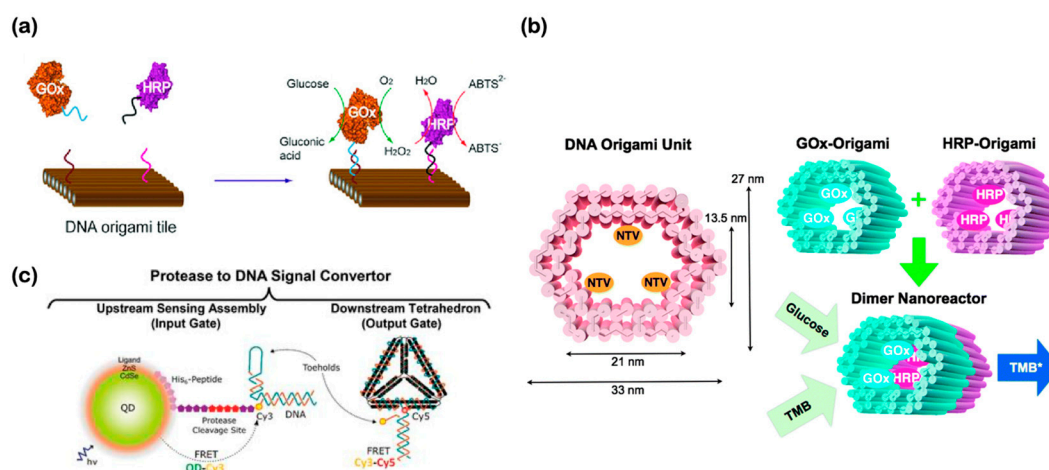 (a)
GOx
HRP
DNA origami tile
Glucose
O₂
H₂O
ABTS²⁻
GOx
HRP
Gluconic
acid
H₂O₂
ABTS⁻
(b)
DNA Origami Unit
NTV
NTV
NTV
27 nm
13.5 nm
21 nm
33 nm
GOx-Origami
HRP-Origami
GOx
GOx
G
+
HRP
HRP
H
Dimer Nanoreactor
Glucose
TMB
GOx
GOx
HRP
TMB*
(c)
Protease to DNA Signal Convertor
Upstream Sensing Assembly
(Input Gate)
Downstream Tetrahedron
(Output Gate)
Ligand
ZnS
CdSe
QD
His₆-Peptide
Protease
Cleavage Site
Cy3
DNA
Toeholds
Cy5
hν
FRET
QD-Cy3
FRET
Cy3-Cy5